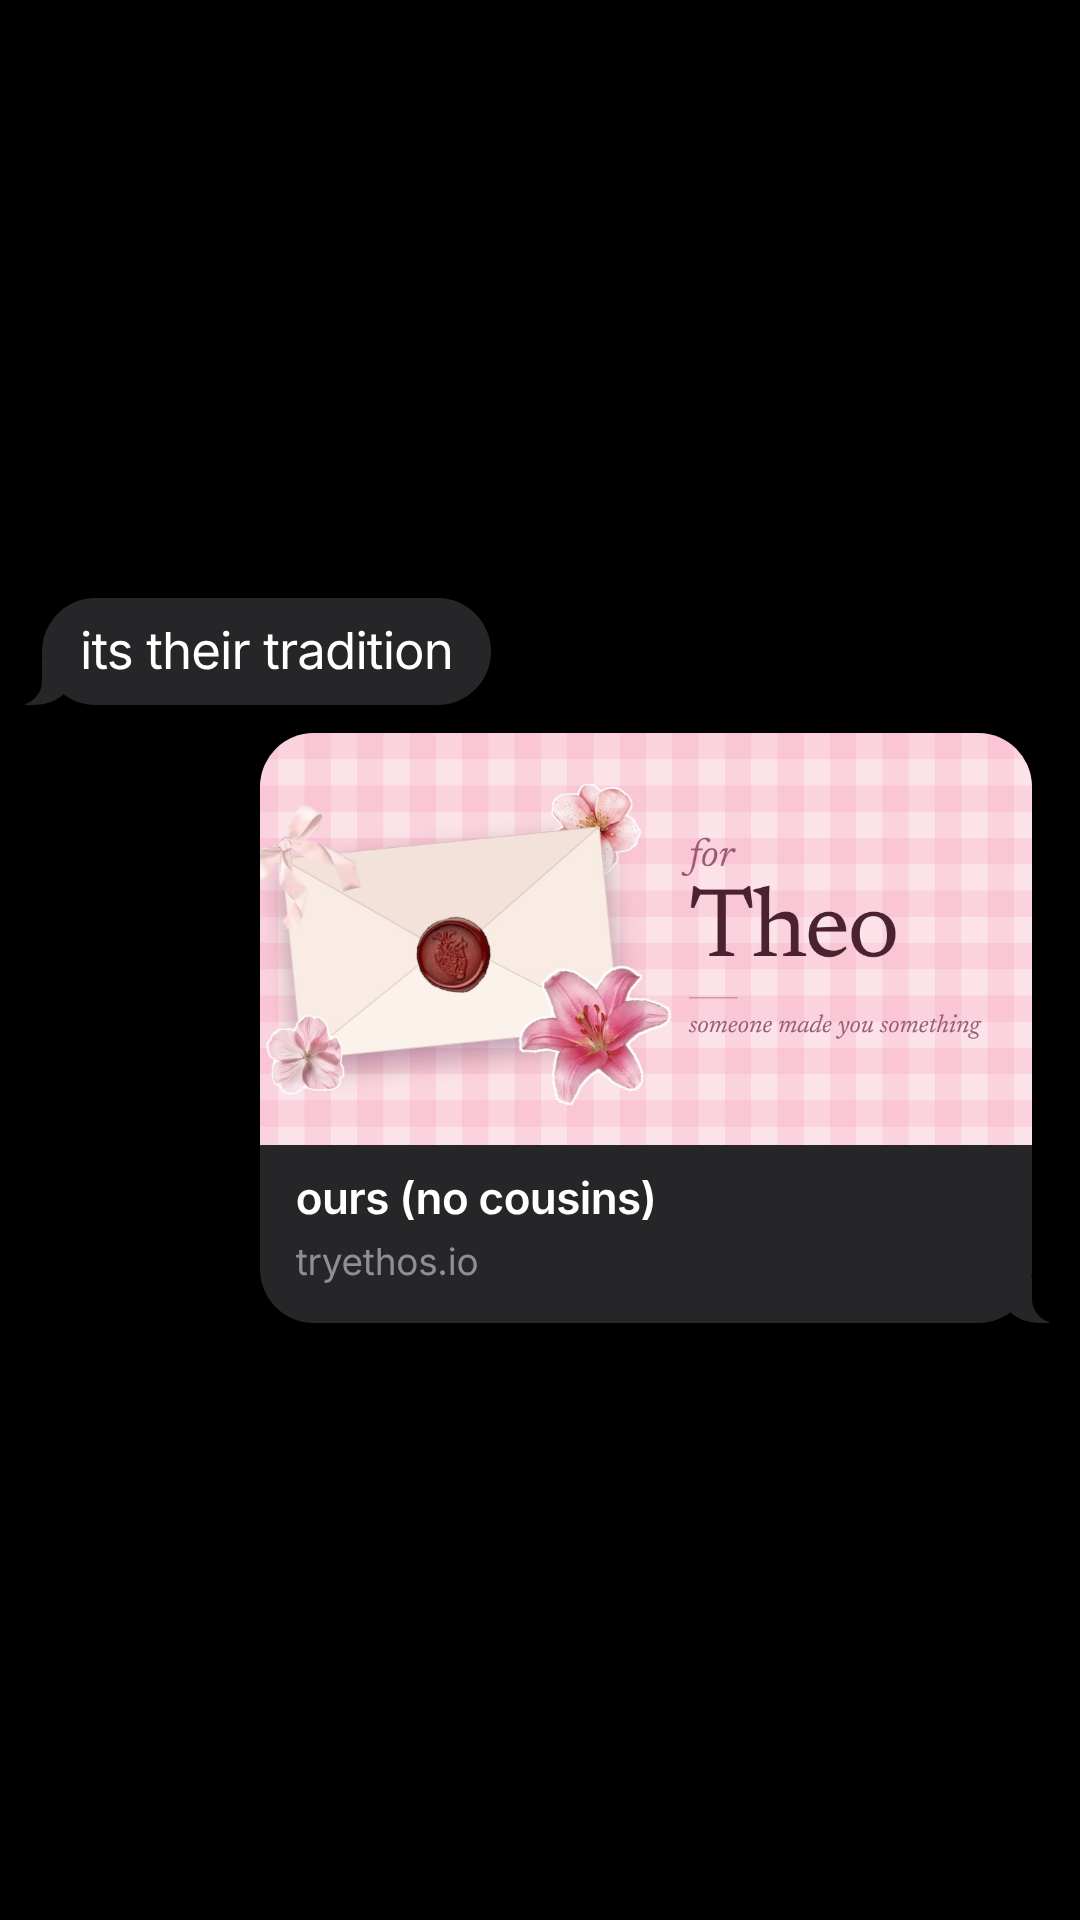 its their tradition
for
Theo
someone made you something
ours (no cousins)
tryethos.io